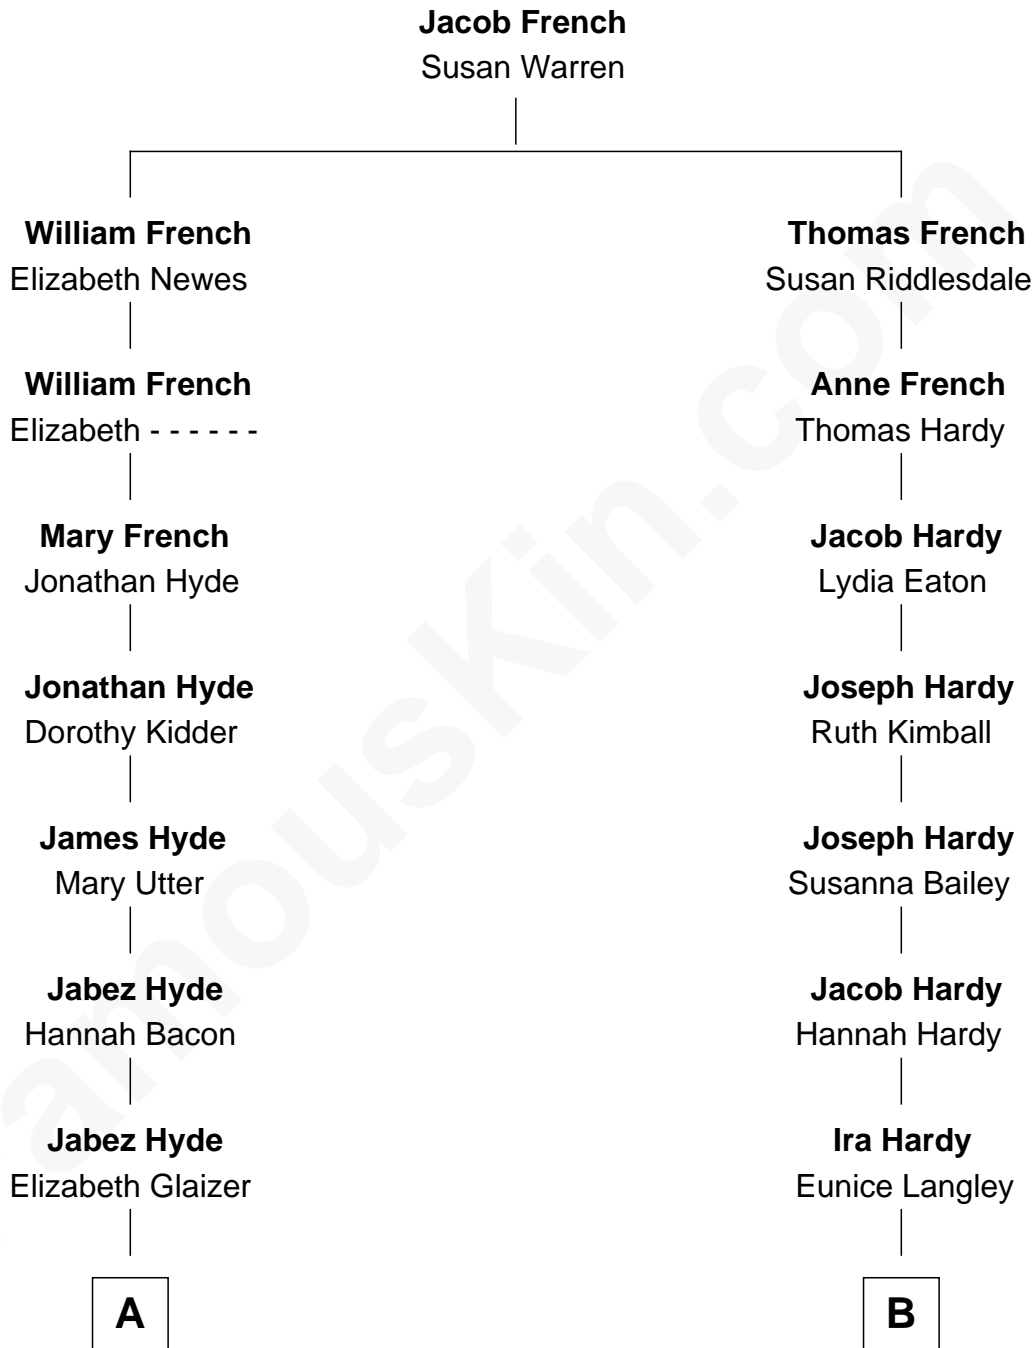 Jacob French
Susan Warren
William French
Elizabeth Newes
William French
Elizabeth - - - - - -
Mary French
Jonathan Hyde
Jonathan Hyde
Dorothy Kidder
James Hyde
Mary Utter
Jabez Hyde
Hannah Bacon
Jabez Hyde
Elizabeth Glaizer
A
Thomas French
Susan Riddlesdale
Anne French
Thomas Hardy
Jacob Hardy
Lydia Eaton
Joseph Hardy
Ruth Kimball
Joseph Hardy
Susanna Bailey
Jacob Hardy
Hannah Hardy
Ira Hardy
Eunice Langley
B
amouskin.com